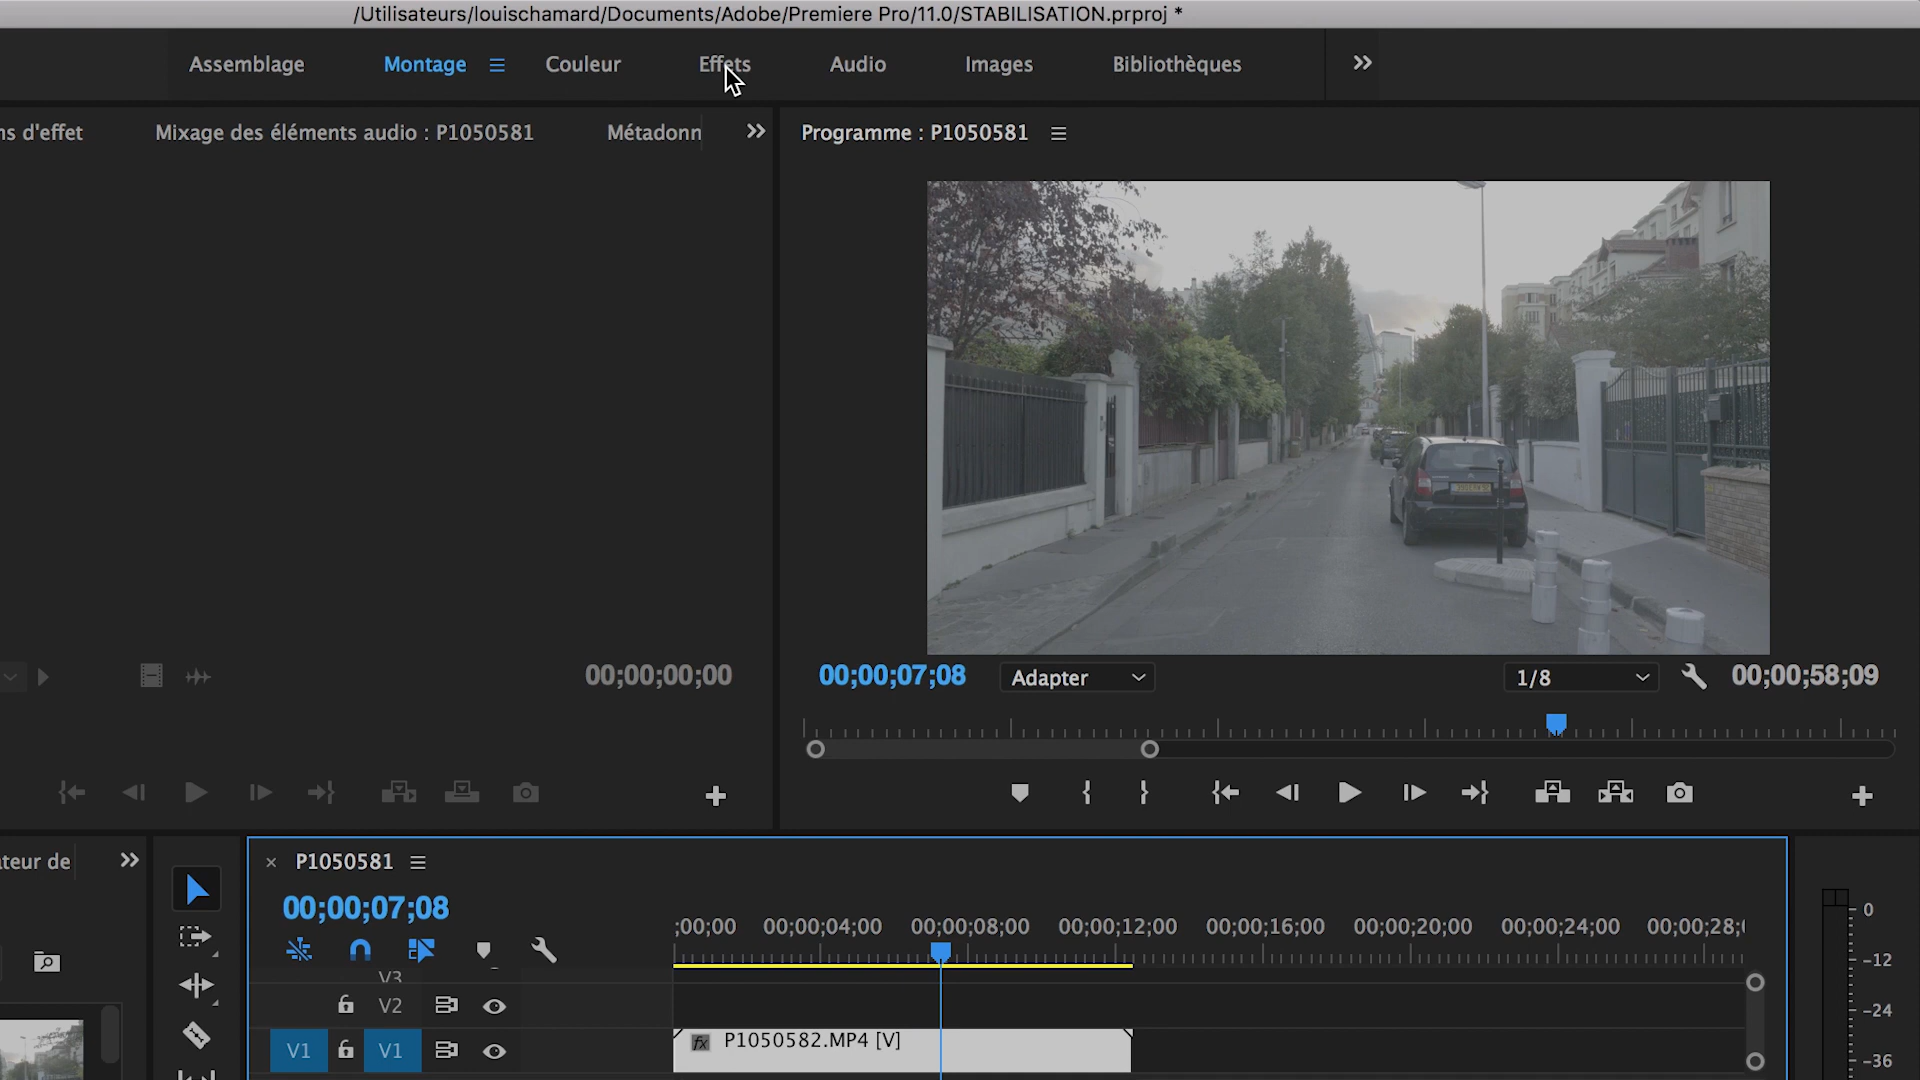 /Utilisateurs/louischamard/Documents/Adobe/Premiere Pro/11.0/STABILISATION.prproj *
Assemblage Montage Couleur Effets Audio Images Bibliothèques
ns d'effet Mixage des éléments audio : P1050581 Métadonn
Programme : P1050581
00;00;00;00
00;00;07;08 Adapter 1/8 00;00;58;09
ateur de
P1050581
00;00;07;08
;00;00 00;00;04;00 00;00;08;00 00;00;12;00 00;00;16;00 00;00;20;00 00;00;24;00 00;00;28;
V3
V2
V1 V1
fx P1050582.MP4 [V]
0
-12
-24
-36